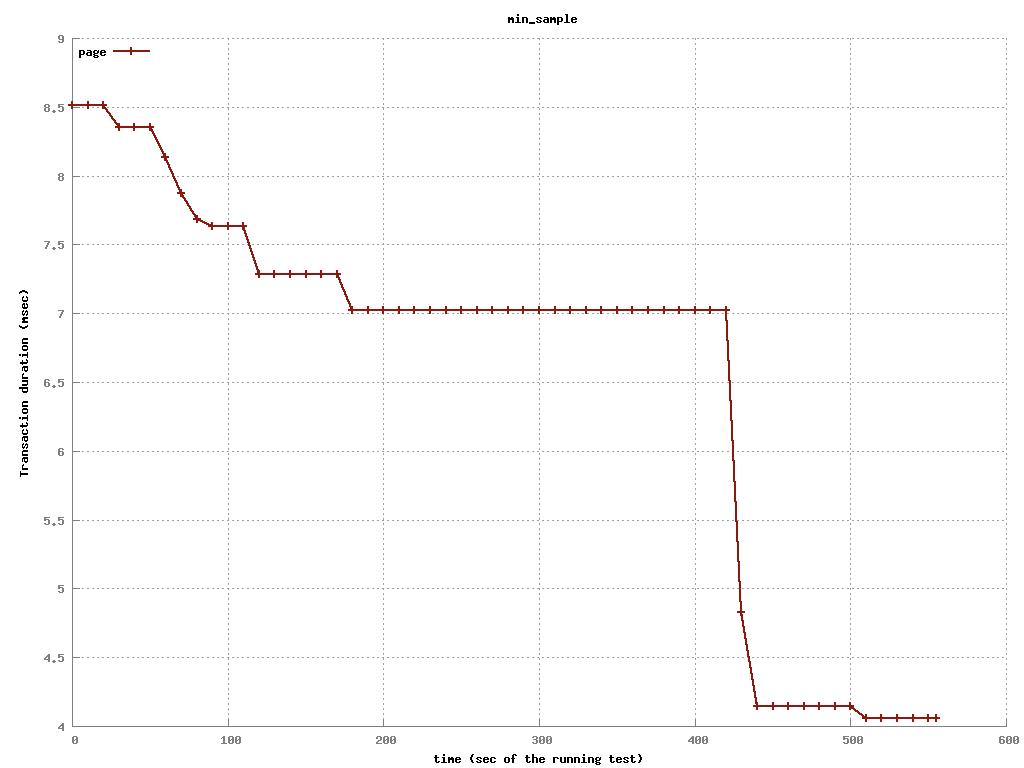 min_sample
page
9
8.5
8
7.5
7
6.5
6
5.5
5
4.5
4
Transaction duration (msec)
0 100 200 300 400 500 600
time (sec of the running test)